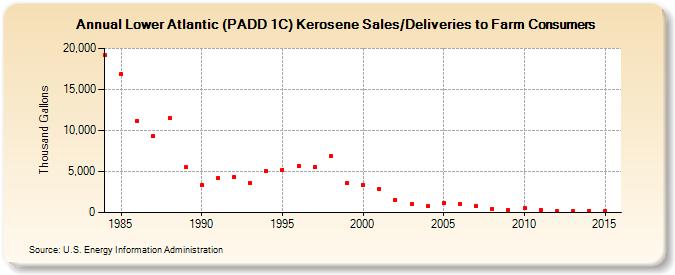 Annual Lower Atlantic (PADD 1C) Kerosene Sales/Deliveries to Farm Consumers
Thousand Gallons
20,000
15,000
10,000
5,000
0
1985 1990 1995 2000 2005 2010 2015
Source: U.S. Energy Information Administration